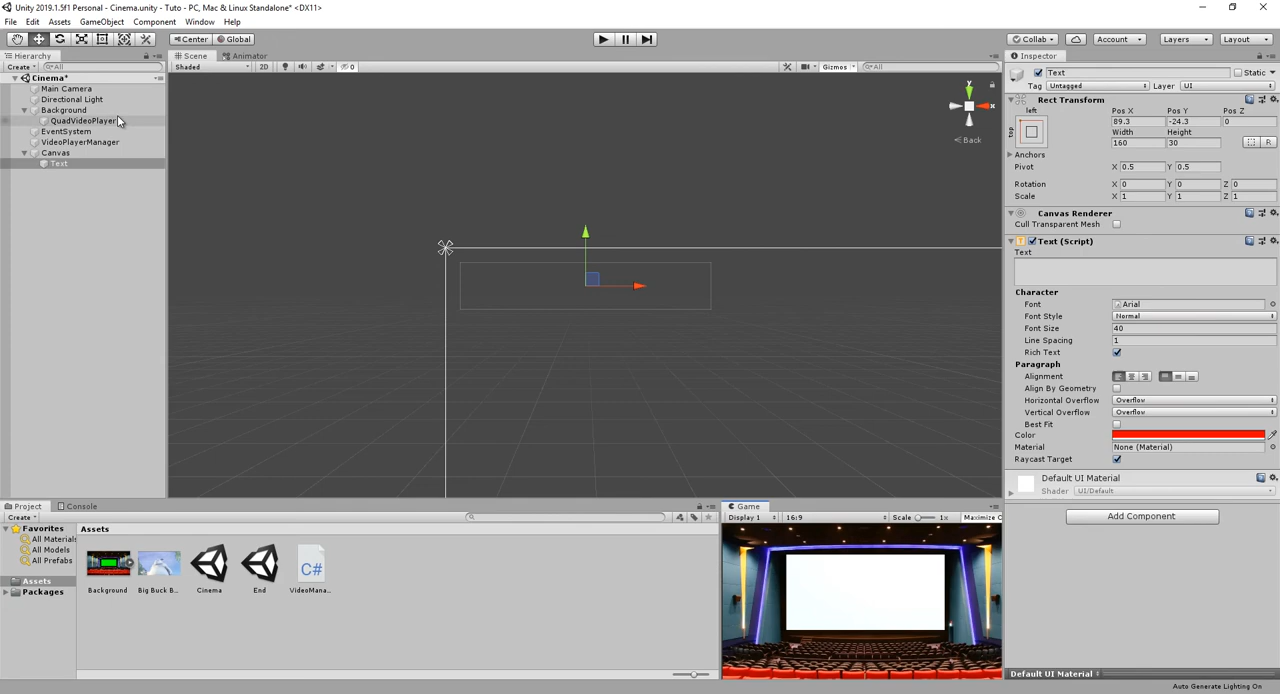 Unity 2019.1.5f1 Personal - Cinema.unity - Tuto - PC, Mac & Linux Standalone* <DX11>
File Edit Assets GameObject Component Window Help
Center Global Collab Account Layers Layout
Hierarchy Scene Animator Inspector
Create All Shaded 2D 0 Gizmos All Text Static
Cinema*
Tag Untagged Layer UI
Main Camera
Directional Light
Background
QuadVideoPlayer
EventSystem
VideoPlayerManager
Canvas
Text
y
x
Back
Rect Transform
left Pos X Pos Y Pos Z
top 89.3 -24.3 0
Width Height
160 30 R
Anchors
Pivot X 0.5 Y 0.5
Rotation X 0 Y 0 Z 0
Scale X 1 Y 1 Z 1
Canvas Renderer
Cull Transparent Mesh
Text (Script)
Text
Character
Font Arial
Font Style Normal
Font Size 40
Line Spacing 1
Rich Text
Paragraph
Alignment
Align By Geometry
Horizontal Overflow Overflow
Vertical Overflow Overflow
Best Fit
Color
Material None (Material)
Raycast Target
Default UI Material
Shader UI/Default
Add Component
Project Console Game
Create Display 1 16:9 Scale 1x Maximize C
Favorites
All Materials
All Models
All Prefabs
Assets
Packages
Assets
Background Big Buck B... Cinema End VideoMana...
C#
Default UI Material
Auto Generate Lighting On